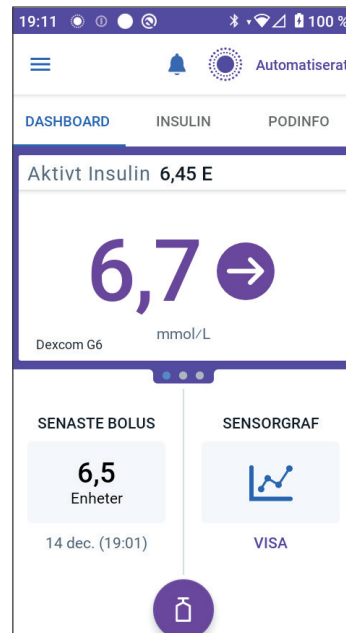 19:11 100 %
Automatiserat
DASHBOARD INSULIN PODINFO
Aktivt Insulin 6,45 E
6,7
mmol/L
Dexcom G6
SENASTE BOLUS
6,5
Enheter
14 dec. (19:01)
SENSORGRAF
VISA